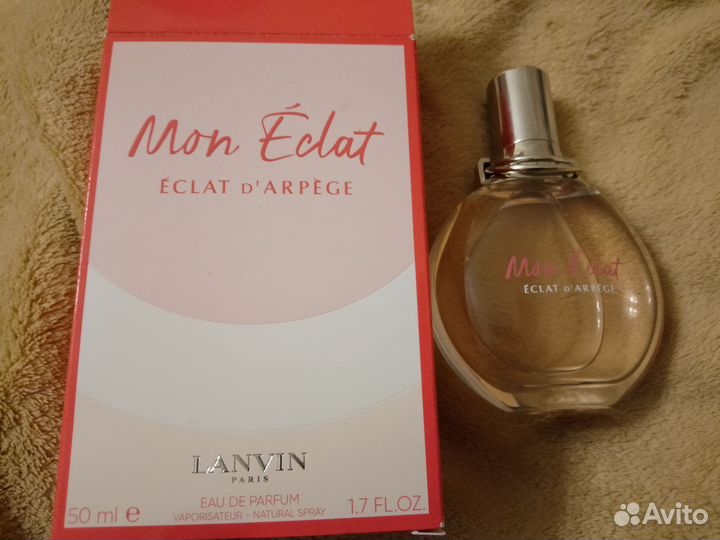 Mon Éclat
ÉCLAT D'ARPÈGE
LANVIN
PARIS
50 ml e
EAU DE PARFUM
VAPORISATEUR - NATURAL SPRAY
1.7 FL.OZ.
Mon Éclat
ÉCLAT D'ARPÈGE
Avito